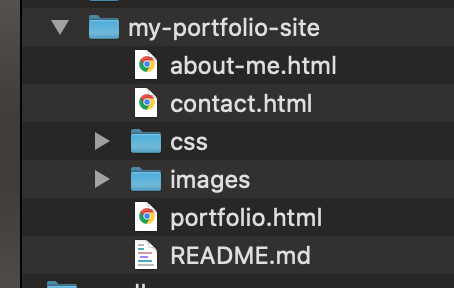 my-portfolio-site
about-me.html
contact.html
css
images
portfolio.html
README.md